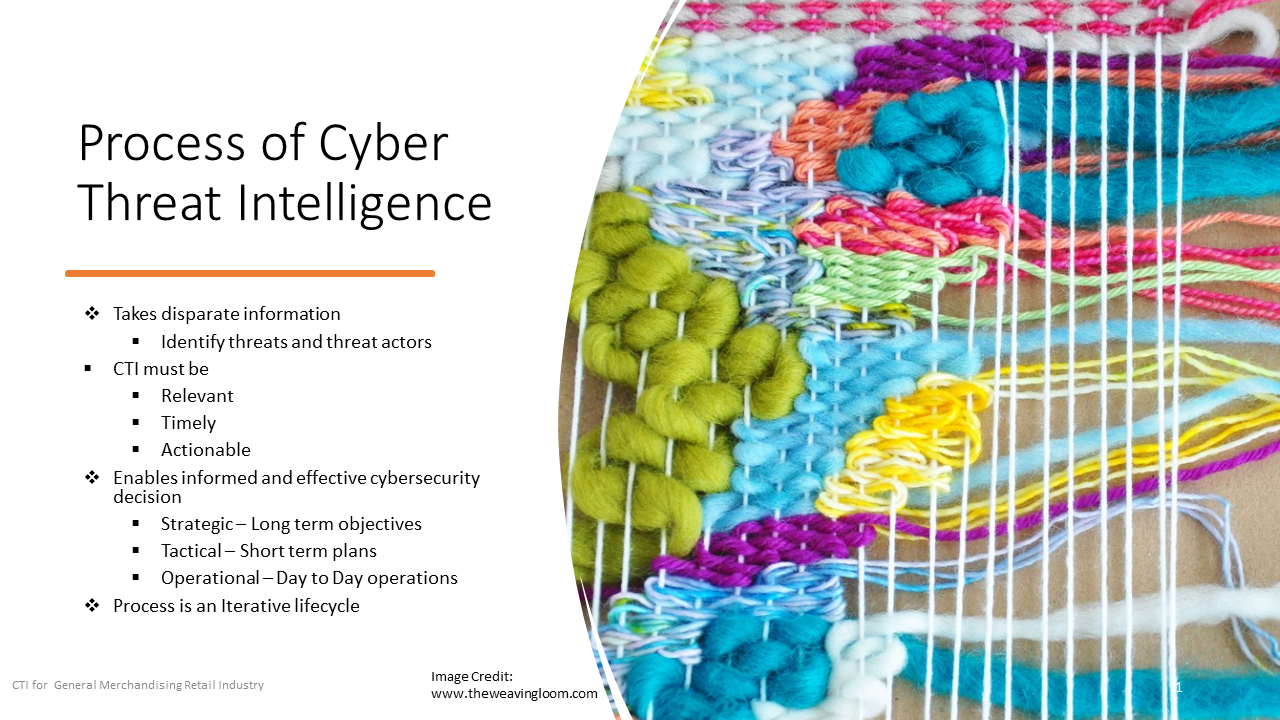 Process of Cyber
Threat Intelligence
❖ Takes disparate information
▪ Identify threats and threat actors
▪ CTI must be
▪ Relevant
▪ Timely
▪ Actionable
❖ Enables informed and effective cybersecurity
decision
▪ Strategic – Long term objectives
▪ Tactical – Short term plans
▪ Operational – Day to Day operations
❖ Process is an Iterative lifecycle
CTI for General Merchandising Retail Industry
Image Credit:
www.theweavingloom.com
1